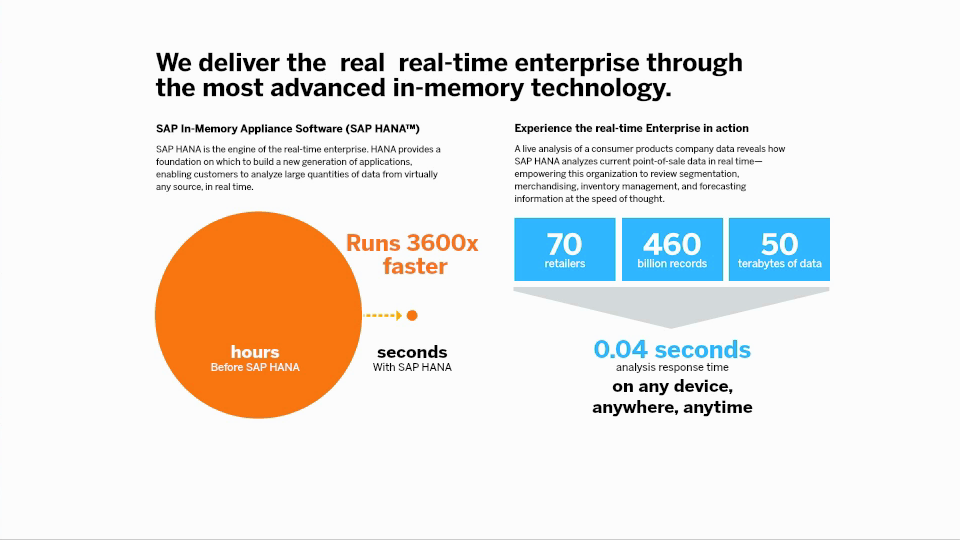 We deliver the real real-time enterprise through
the most advanced in-memory technology.
SAP In-Memory Appliance Software (SAP HANA™)
SAP HANA is the engine of the real-time enterprise. HANA provides a
foundation on which to build a new generation of applications,
enabling customers to analyze large quantities of data from virtually
any source, in real time.
Runs 3600x
faster
hours
Before SAP HANA
seconds
With SAP HANA
Experience the real-time Enterprise in action
A live analysis of a consumer products company data reveals how
SAP HANA analyzes current point-of-sale data in real time—
empowering this organization to review segmentation,
merchandising, inventory management, and forecasting
information at the speed of thought.
70
retailers
460
billion records
50
terabytes of data
0.04 seconds
analysis response time
on any device,
anywhere, anytime